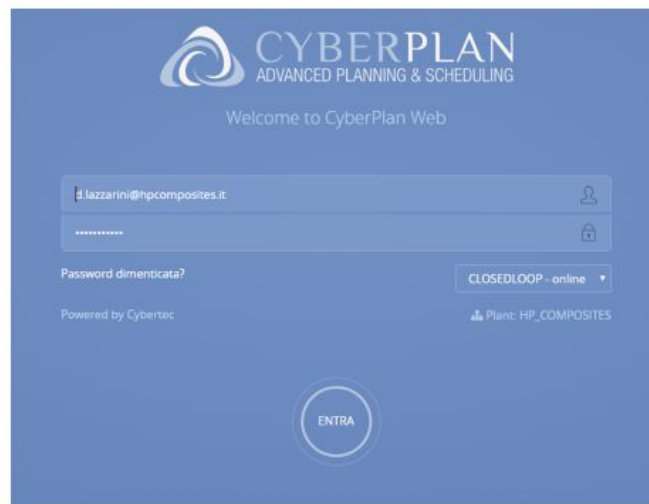 CYBERPLAN
ADVANCED PLANNING & SCHEDULING
Welcome to CyberPlan Web
d.lazzarini@hpcomposites.it
•••••••••••
Password dimenticata?
CLOSEDLOOP - online
Powered by Cybertec
Plant: HP_COMPOSITES
ENTRA